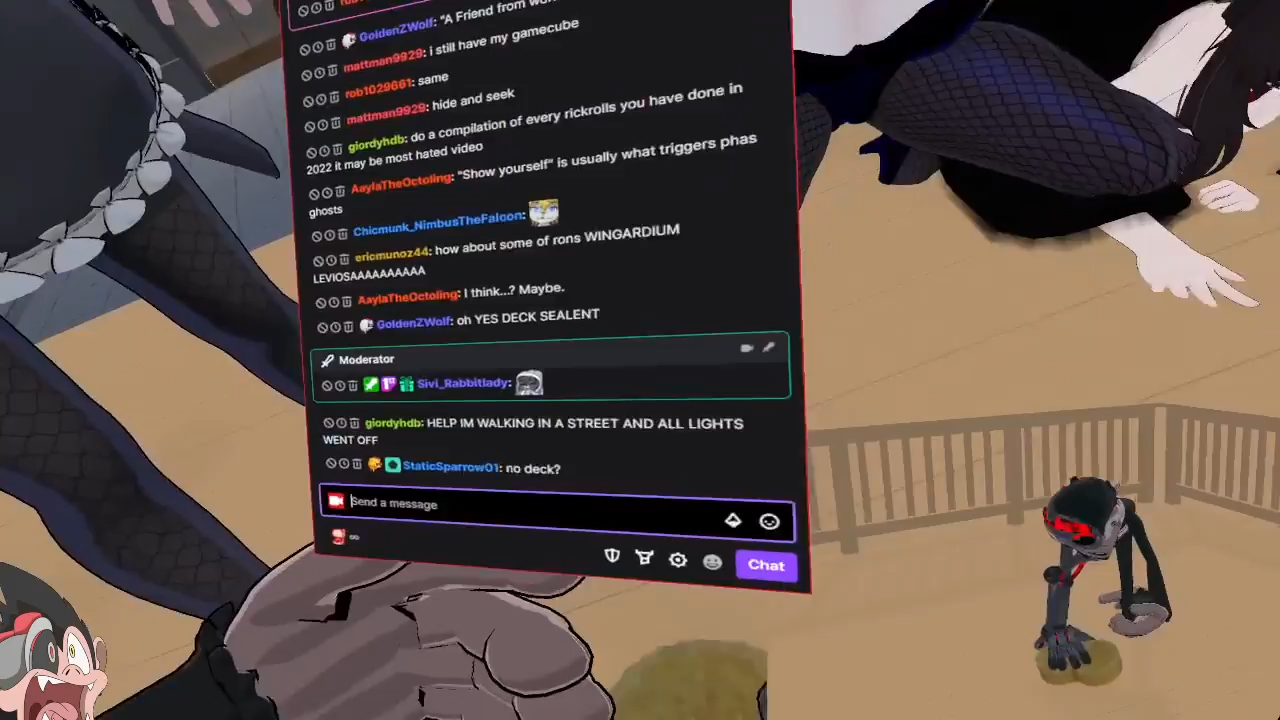 GoldenZWolf: "A Friend from
mattman9929: i still have my gamecube
rob1029661: same
mattman9929: hide and seek
giordyhdb: do a compilation of every rickrolls you have done in
2022 it may be most hated video
AaylaTheOctoling: "Show yourself" is usually what triggers phas
ghosts
Chicmunk_NimbusTheFalcon:
ericmunoz44: how about some of rons WINGARDIUM
LEVIOSAAAAAAAAAA
AaylaTheOctoling: I think...? Maybe.
GoldenZWolf: oh YES DECK SEALENT
Moderator
Sivi_Rabbitlady:
giordyhdb: HELP IM WALKING IN A STREET AND ALL LIGHTS
WENT OFF
StaticSparrow01: no deck?
Send a message
∞
Chat